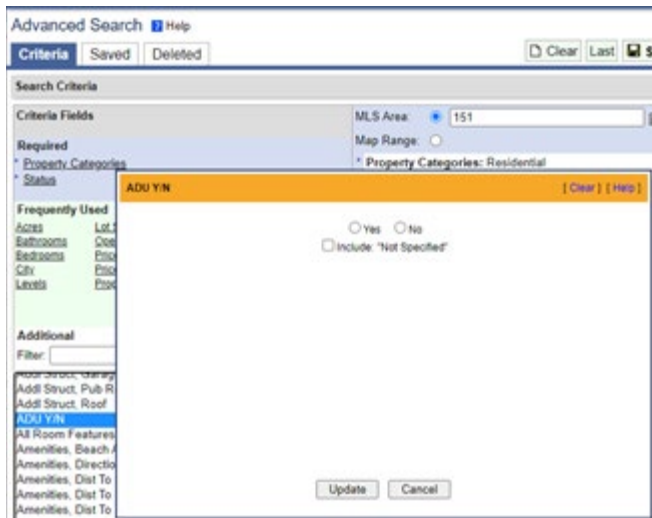 Advanced Search ? Help
Criteria Saved Deleted
Clear Last S
Search Criteria
Criteria Fields
MLS Area: 151
Required
Map Range:
* Property Categories
* Property Categories: Residential
* Status
ADU Y/N
[ Clear ] [ Help ]
Frequently Used
Acres
Bathrooms
Bedrooms
City
Levels
Yes No
Include: "Not Specified"
Additional
Filter:
Addl Struct, Pub R
Addl Struct, Roof
ADU Y/N
All Room Features
Amenities, Beach A
Amenities, Directio
Amenities, Dist To
Amenities, Dist To
Amenities, Dist To
Update Cancel